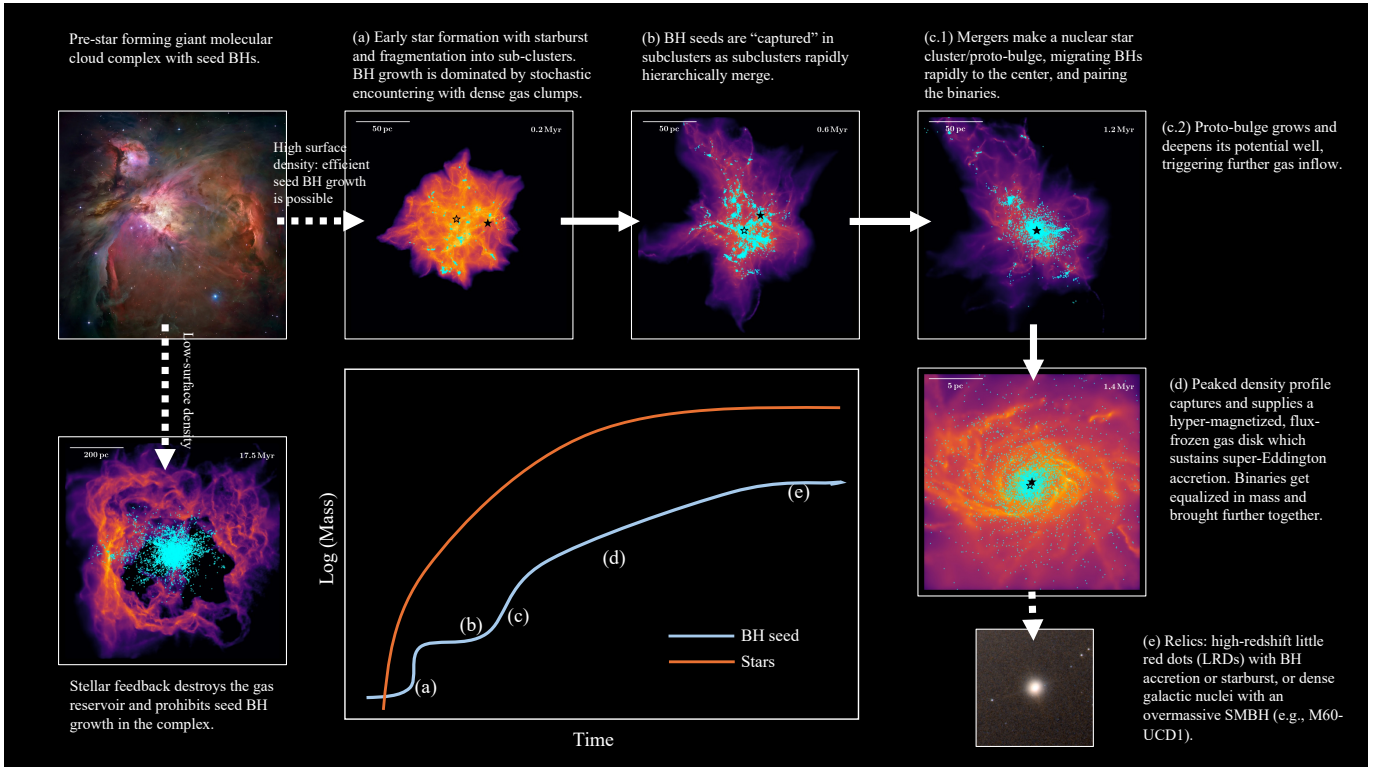 Pre-star forming giant molecular
cloud complex with seed BHs.
(a) Early star formation with starburst
and fragmentation into sub-clusters.
BH growth is dominated by stochastic
encountering with dense gas clumps.
(b) BH seeds are “captured” in
subclusters as subclusters rapidly
hierarchically merge.
(c.1) Mergers make a nuclear star
cluster/proto-bulge, migrating BHs
rapidly to the center, and pairing
the binaries.
(c.2) Proto-bulge grows and
deepens its potential well,
triggering further gas inflow.
High surface
density: efficient
seed BH growth
is possible
50 pc
0.2 Myr
50 pc
0.6 Myr
50 pc
1.2 Myr
Low-surface density
200 pc
17.5 Myr
Stellar feedback destroys the gas
reservoir and prohibits seed BH
growth in the complex.
Log (Mass)
Time
(a)
(b)
(c)
(d)
(e)
BH seed
Stars
5 pc
1.4 Myr
(d) Peaked density profile
captures and supplies a
hyper-magnetized, flux-
frozen gas disk which
sustains super-Eddington
accretion. Binaries get
equalized in mass and
brought further together.
(e) Relics: high-redshift little
red dots (LRDs) with BH
accretion or starburst, or dense
galactic nuclei with an
overmassive SMBH (e.g., M60-
UCD1).